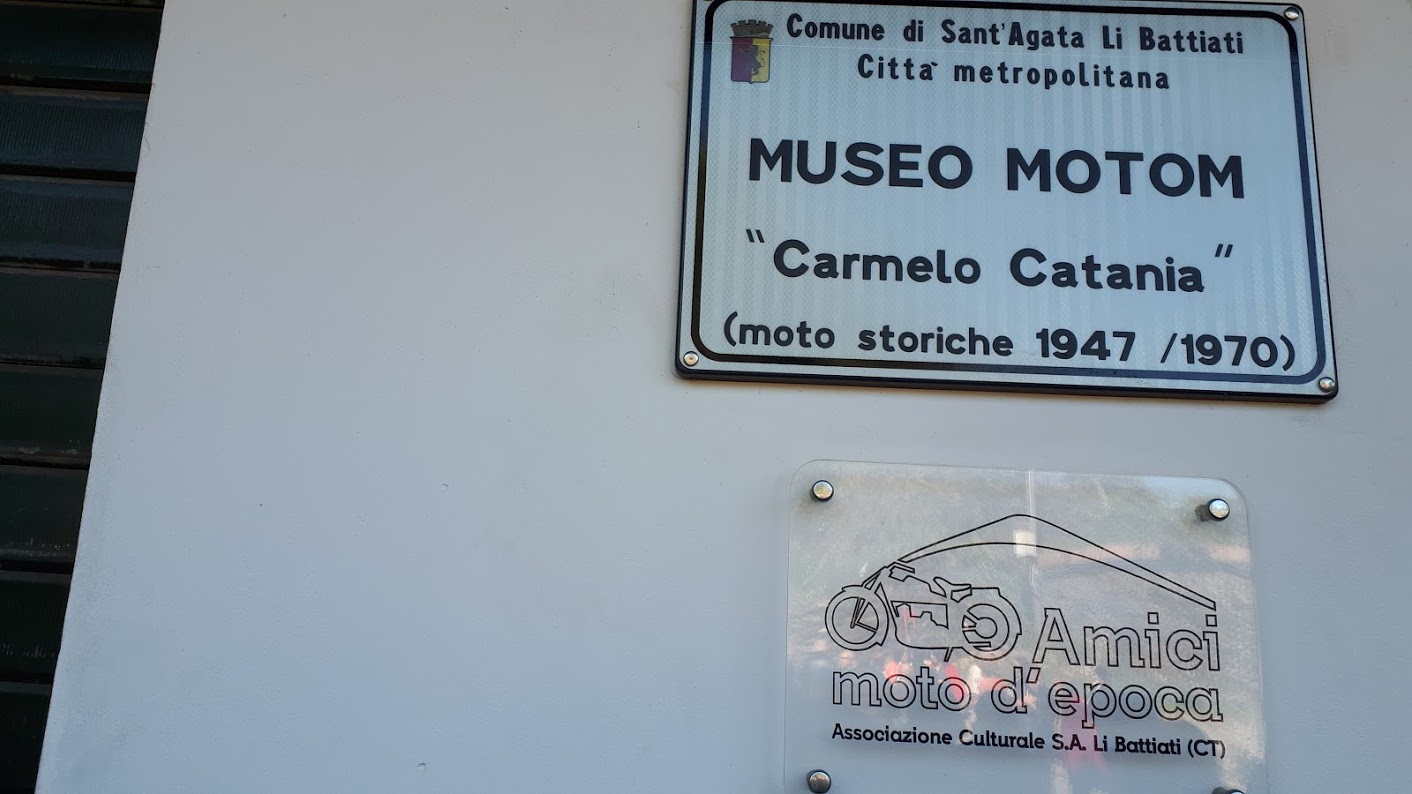 Comune di Sant'Agata Li Battiati
Città metropolitana
MUSEO MOTOM
"Carmelo Catania"
(moto storiche 1947 /1970)
Amici
moto d'epoca
Associazione Culturale S.A. Li Battiati (CT)